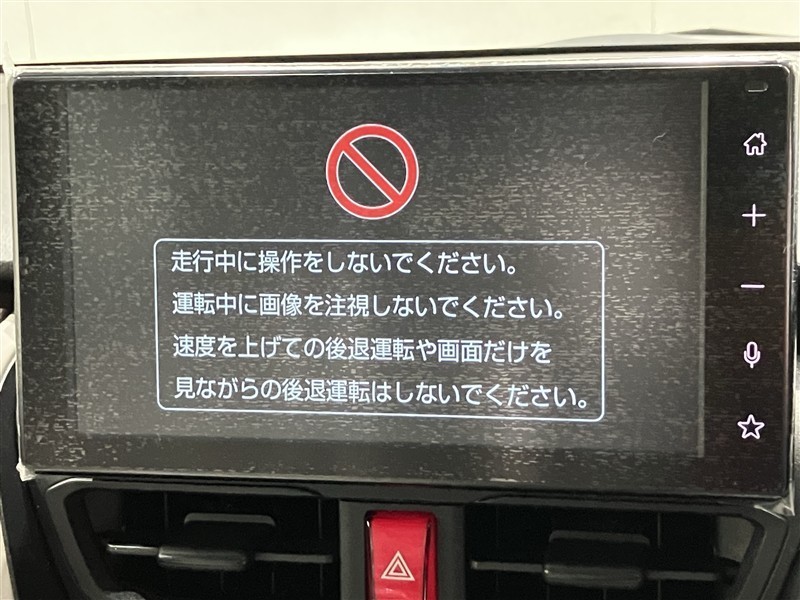 走行中に操作をしないでください。
運転中に画像を注視しないでください。
速度を上げての後退運転や画面だけを
見ながらの後退運転はしないでください。